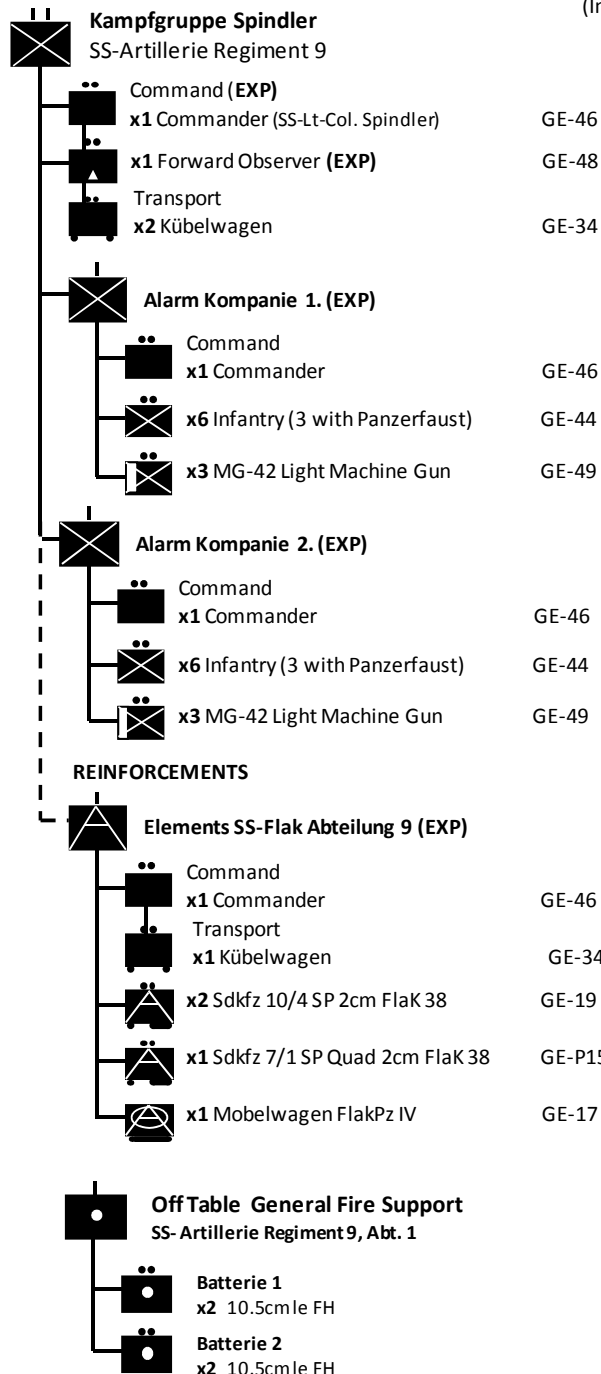 (In
Kampfgruppe Spindler
SS-Artillerie Regiment 9
Command (EXP)
x1 Commander (SS-Lt-Col. Spindler) GE-46
x1 Forward Observer (EXP) GE-48
Transport
x2 Kübelwagen GE-34
Alarm Kompanie 1. (EXP)
Command
x1 Commander GE-46
x6 Infantry (3 with Panzerfaust) GE-44
x3 MG-42 Light Machine Gun GE-49
Alarm Kompanie 2. (EXP)
Command
x1 Commander GE-46
x6 Infantry (3 with Panzerfaust) GE-44
x3 MG-42 Light Machine Gun GE-49
REINFORCEMENTS
Elements SS-Flak Abteilung 9 (EXP)
Command
x1 Commander GE-46
Transport
x1 Kübelwagen GE-34
x2 Sdkfz 10/4 SP 2cm FlaK 38 GE-19
x1 Sdkfz 7/1 SP Quad 2cm FlaK 38 GE-P15
x1 Mobelwagen FlakPz IV GE-17
Off Table General Fire Support
SS- Artillerie Regiment 9, Abt. 1
Batterie 1
x2 10.5cm le FH
Batterie 2
x2 10.5cm le FH